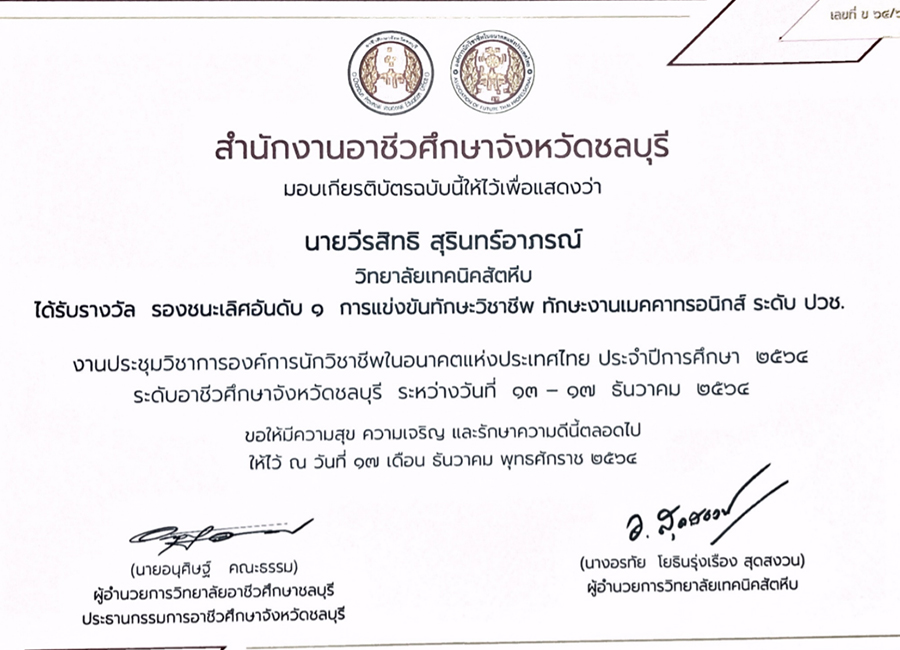 เลขที่ ข ๖๔/
สำนักงานอาชีวศึกษาจังหวัดชลบุรี
มอบเกียรติบัตรฉบับนี้ให้ไว้เพื่อแสดงว่า
นายวีรสิทธิ สุรินทร์อาภรณ์
วิทยาลัยเทคนิคสัตหีบ
ได้รับรางวัล รองชนะเลิศอันดับ ๑ การแข่งขันทักษะวิชาชีพ ทักษะงานเมคคาทรอนิกส์ ระดับ ปวช.
งานประชุมวิชาการองค์การนักวิชาชีพในอนาคตแห่งประเทศไทย ประจำปีการศึกษา ๒๕๖๔
ระดับอาชีวศึกษาจังหวัดชลบุรี ระหว่างวันที่ ๑๓ – ๑๗ ธันวาคม ๒๕๖๔
ขอให้มีความสุข ความเจริญ และรักษาความดีนี้ตลอดไป
ให้ไว้ ณ วันที่ ๑๗ เดือน ธันวาคม พุทธศักราช ๒๕๖๔
อ. สุดสงวน
(นายอนุศิษฎ์ คณะธรรม)
ผู้อำนวยการวิทยาลัยอาชีวศึกษาชลบุรี
ประธานกรรมการอาชีวศึกษาจังหวัดชลบุรี
(นางอรทัย โยธินรุ่งเรือง สุดสงวน)
ผู้อำนวยการวิทยาลัยเทคนิคสัตหีบ